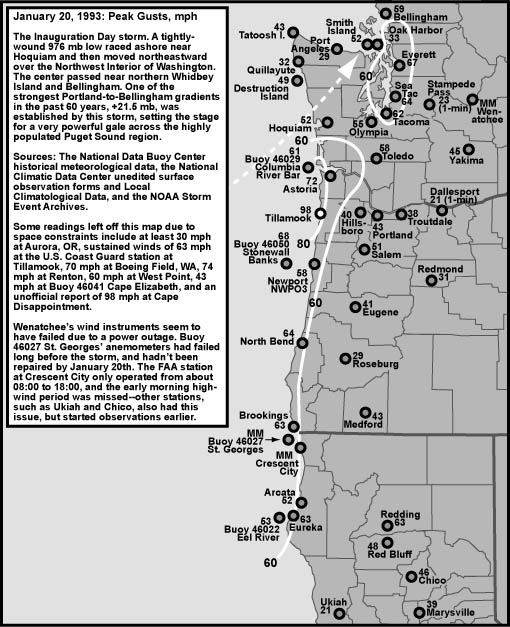 January 20, 1993: Peak Gusts, mph
The Inauguration Day storm. A tightly-
wound 976 mb low raced ashore near
Hoquiam and then moved northeastward
over the Northwest Interior of Washington.
The center passed near northern Whidbey
Island and Bellingham. One of the
strongest Portland-to-Bellingham gradients
in the past 60 years, +21.5 mb, was
established by this storm, setting the stage
for a very powerful gale across the highly
populated Puget Sound region.
Sources: The National Data Buoy Center
historical meteorological data, the National
Climatic Data Center unedited surface
observation forms and Local
Climatological Data, and the NOAA Storm
Event Archives.
Some readings left off this map due to
space constraints include at least 30 mph
at Aurora, OR, sustained winds of 63 mph
at the U.S. Coast Guard station at
Tillamook, 70 mph at Boeing Field, WA, 74
mph at Renton, 60 mph at West Point, 43
mph at Buoy 46041 Cape Elizabeth, and an
unofficial report of 98 mph at Cape
Disappointment.
Wenatchee's wind instruments seem to
have failed due to a power outage. Buoy
46027 St. Georges' anemometers had failed
long before the storm, and hadn't been
repaired by January 20th. The FAA station
at Crescent City only operated from about
08:00 to 18:00, and the early morning high-
wind period was missed--other stations,
such as Ukiah and Chico, also had this
issue, but started observations earlier.
59
Bellingham
Smith
Island
52
Oak Harbor
33
43
Tatoosh I.
Port
Angeles
29
Everett
67
32
Quillayute
49
Destruction
Island
60
Sea
Tac
64
Stampede
Pass
23
(1-min)
MM
Wen-
atchee
62
Tacoma
55
Olympia
52
Hoquiam
60
61
Buoy 46029
Columbia
River Bar
58
Toledo
45
Yakima
72
Astoria
Dallesport
21 (1-min)
98
Tillamook
40
Hills-
boro
43
Portland
38
Troutdale
68
Buoy 46050
Stonewall
Banks
80
51
Salem
58
Newport
NWPO3
Redmond
31
60
41
Eugene
64
North Bend
29
Roseburg
43
Medford
Brookings
63
MM
Buoy 46027
St. Georges
MM
Crescent
City
Arcata
52
53
Buoy 46022
Eel River
63
Eureka
60
Redding
63
48
Red Bluff
46
Chico
Ukiah
21
39
Marysville